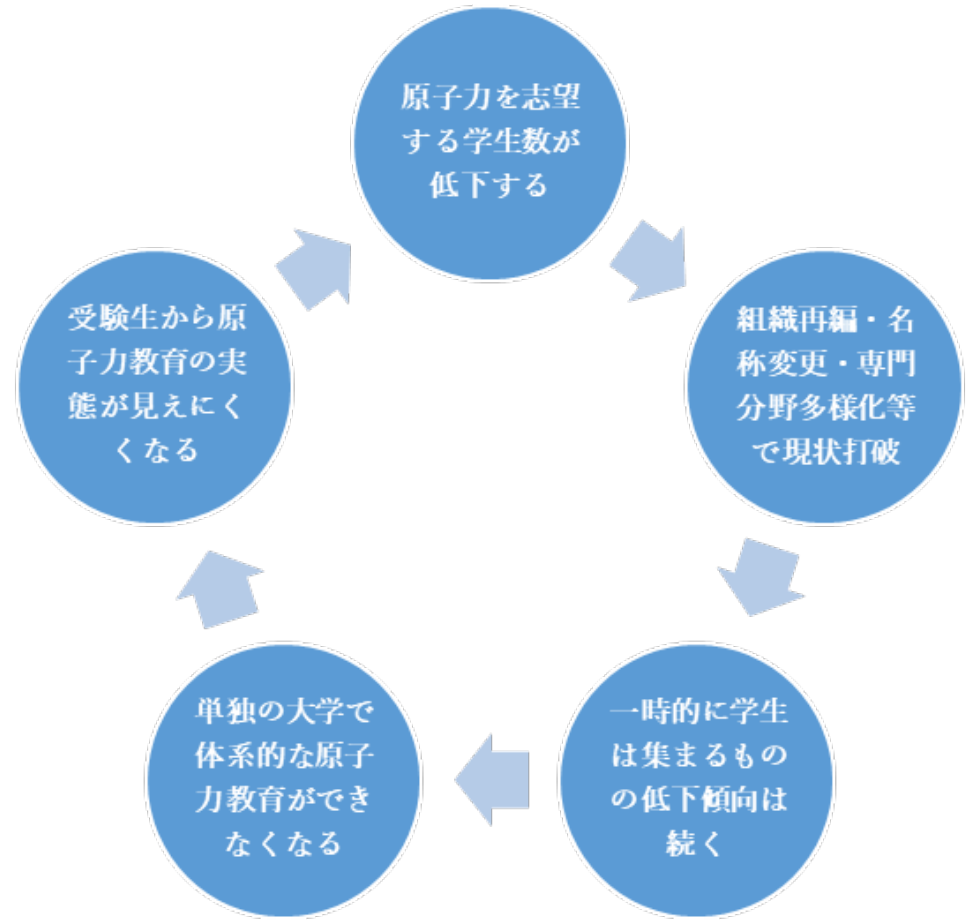 原子力を志望
する学生数が
低下する
組織再編・名
称変更・専門
分野多様化等
で現状打破
一時的に学生
は集まるもの
の低下傾向は
続く
単独の大学で
体系的な原子
力教育ができ
なくなる
受験生から原
子力教育の実
態が見えにく
くなる